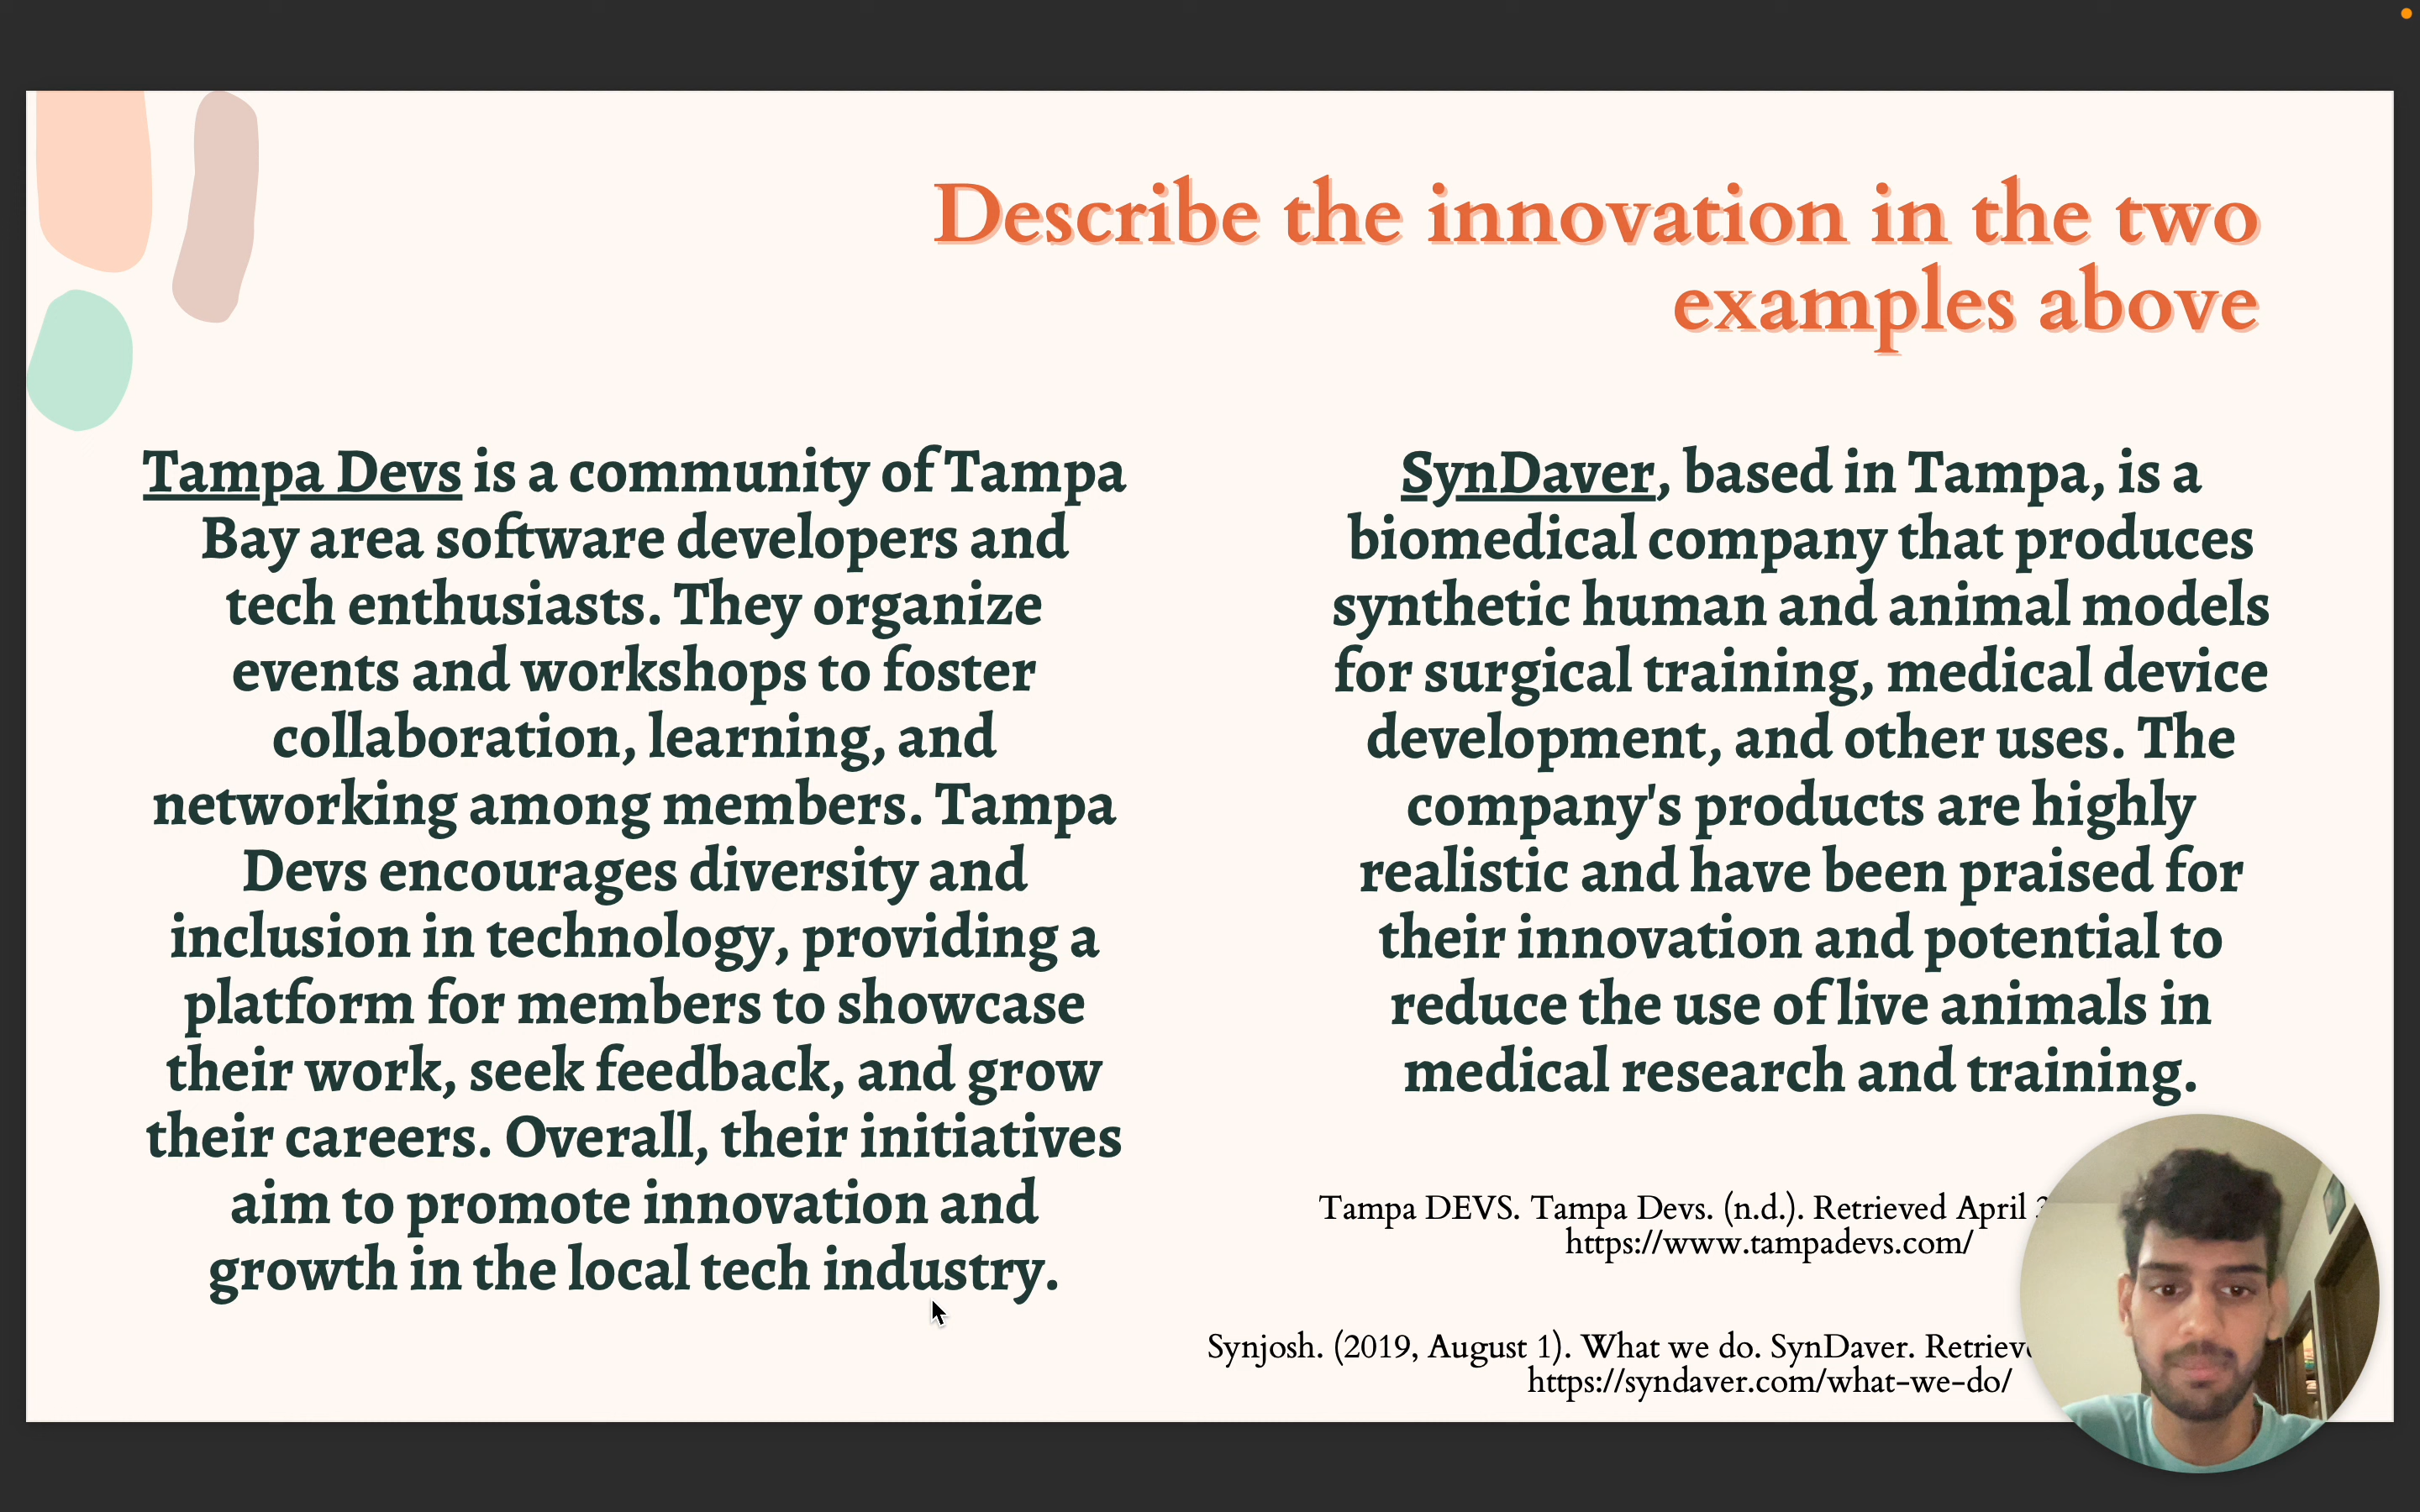 Describe the innovation in the two
examples above
Tampa Devs is a community of Tampa
Bay area software developers and
tech enthusiasts. They organize
events and workshops to foster
collaboration, learning, and
networking among members. Tampa
Devs encourages diversity and
inclusion in technology, providing a
platform for members to showcase
their work, seek feedback, and grow
their careers. Overall, their initiatives
aim to promote innovation and
growth in the local tech industry.
SynDaver, based in Tampa, is a
biomedical company that produces
synthetic human and animal models
for surgical training, medical device
development, and other uses. The
company's products are highly
realistic and have been praised for
their innovation and potential to
reduce the use of live animals in
medical research and training.
Tampa DEVS. Tampa Devs. (n.d.). Retrieved April
https://www.tampadevs.com/
Synjosh. (2019, August 1). What we do. SynDaver.
https://syndaver.com/what-we-do/